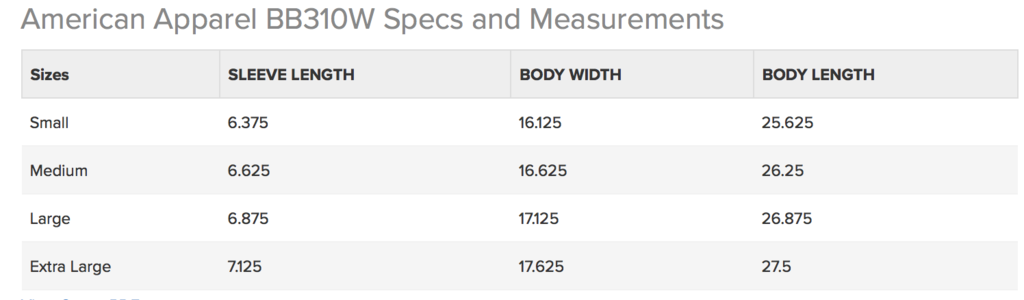 American Apparel BB310W Specs and Measurements
Sizes SLEEVE LENGTH BODY WIDTH BODY LENGTH
Small 6.375 16.125 25.625
Medium 6.625 16.625 26.25
Large 6.875 17.125 26.875
Extra Large 7.125 17.625 27.5